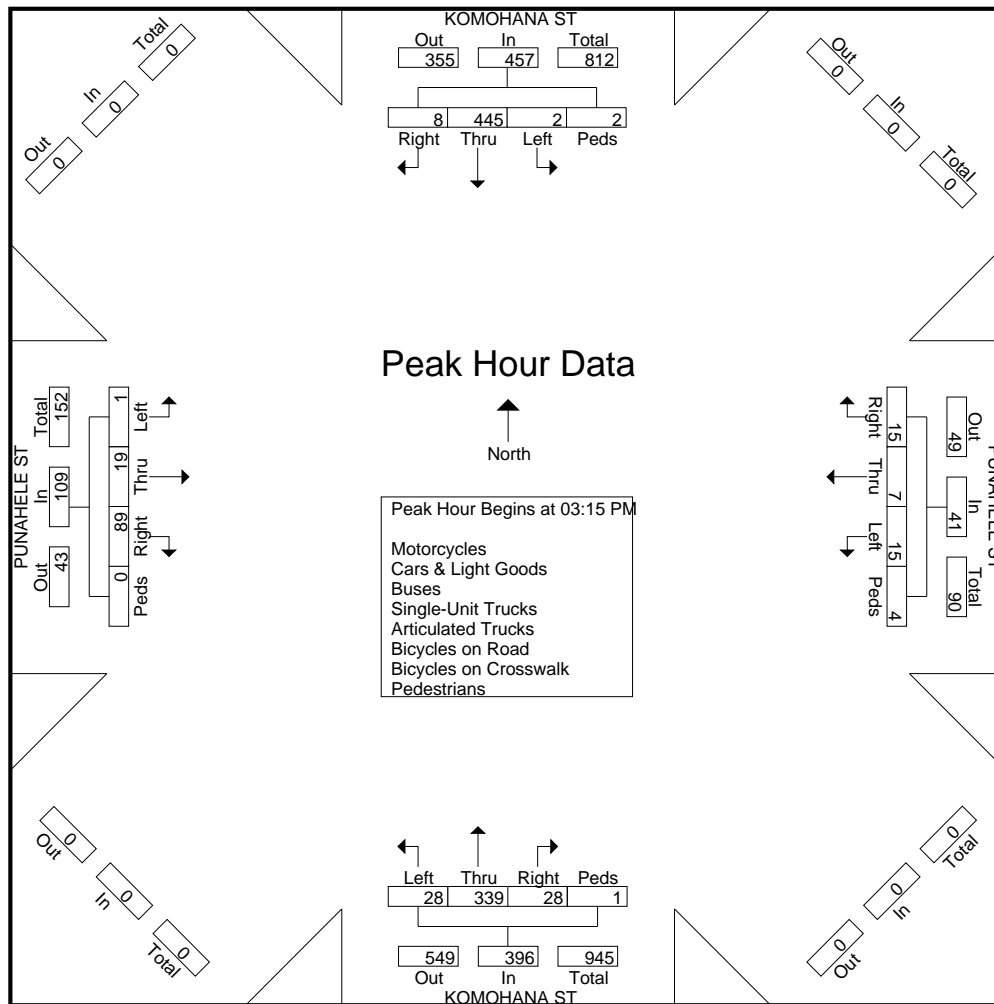 KOMOHANA ST
Out In Total
355 457 812
8 445 2 2
Right Thru Left Peds
Out In Total
0 0 0
Out In Total
0 0 0
Peak Hour Data
North
Peak Hour Begins at 03:15 PM
Motorcycles
Cars & Light Goods
Buses
Single-Unit Trucks
Articulated Trucks
Bicycles on Road
Bicycles on Crosswalk
Pedestrians
PUNAHELE ST
Out In Total
43 109 152
0 89 19 1
Peds Right Thru Left
Right Thru Left Peds
15 7 15 4
Out In Total
49 41 90
PUNAHELE ST
Out In Total
0 0 0
Left Thru Right Peds
28 339 28 1
549 396 945
Out In Total
KOMOHANA ST
0 0 0
Out In Total